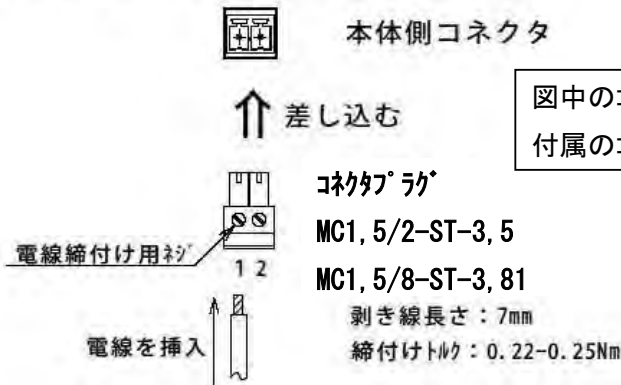 本体側コネクタ
差し込む
図中の
付属の
コネクタプラグ
MC1,5/2-ST-3,5
電線締付け用ネジ
1 2
MC1,5/8-ST-3,81
剥き線長さ：7mm
電線を挿入
締付けトルク：0.22-0.25Nm